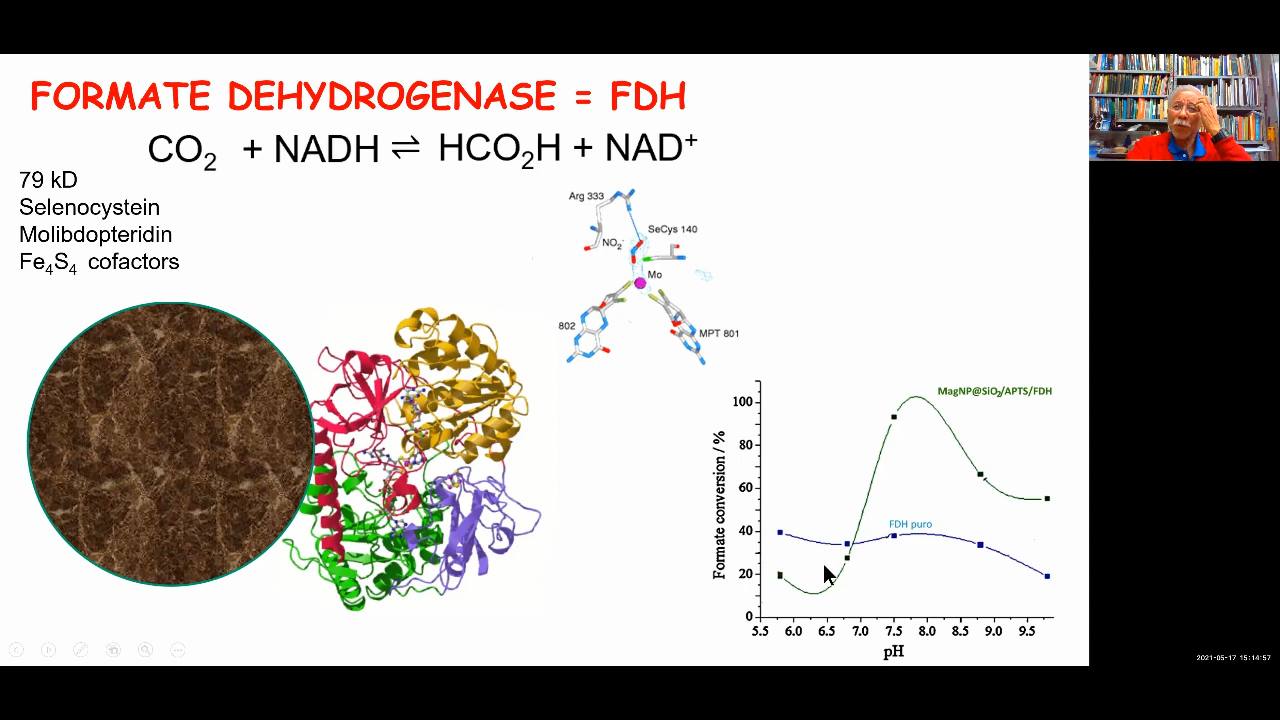 FORMATE DEHYDROGENASE = FDH
CO₂ + NADH ⇌ HCO₂H + NAD⁺
79 kD
Selenocystein
Molibdopteridin
Fe₄S₄ cofactors
Arg 333
SeCys 140
NO₂⁻
Mo
802
MPT 801
MagNP@SiO₂/APTS/FDH
FDH puro
Formate conversion / %
100
80
60
40
20
0
5.5 6.0 6.5 7.0 7.5 8.0 8.5 9.0 9.5
pH
2021-05-17 15:14:57